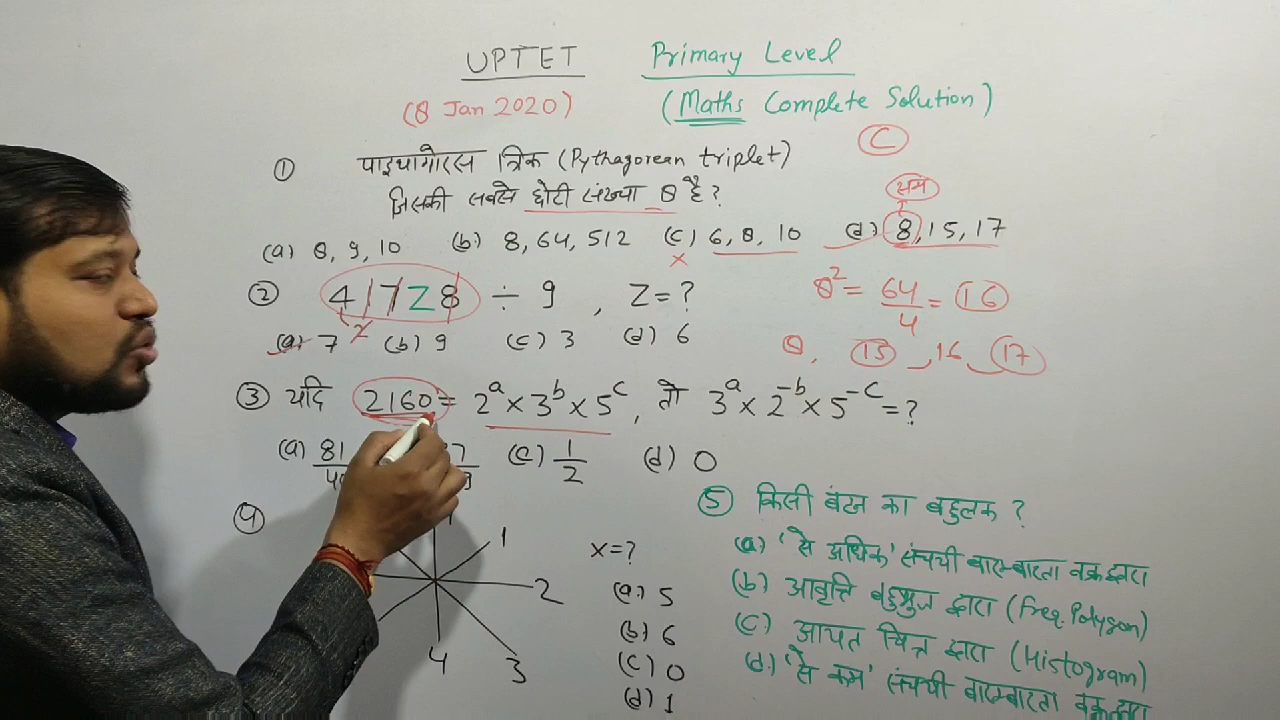 UPTET Primary Level
(8 Jan 2020) (Maths Complete Solution)
C
① पाइथागोरस त्रिक (Pythagorean triplet)
जिसकी सबसे छोटी संख्या 8 है ?
सम
(a) 8, 9, 10 (b) 8, 64, 512 (c) 6, 8, 10 (d) 8, 15, 17
×
8² = 64/4 = 16
② 417Z8 ÷ 9 , Z = ?
(a) 7 (b) 9 (c) 3 (d) 6
8, 15, 16, 17
③ यदि 2160 = 2^a × 3^b × 5^c , तो 3^a × 2^-b × 5^-c = ?
(a) 81 (c) 1/2 (d) 0
④
1
2
3
4
x = ?
(a) 5
(b) 6
(c) 0
(d) 1
⑤ किसी बंटन का बहुलक ?
(a) 'से अधिक' संचयी बारम्बारता वक्र द्वारा
(b) आवृत्ति बहुभुज द्वारा (Freq. Polygon)
(c) आयत चित्र द्वारा (Histogram)
(d) 'से कम' संचयी बारम्बारता वक्र द्वारा